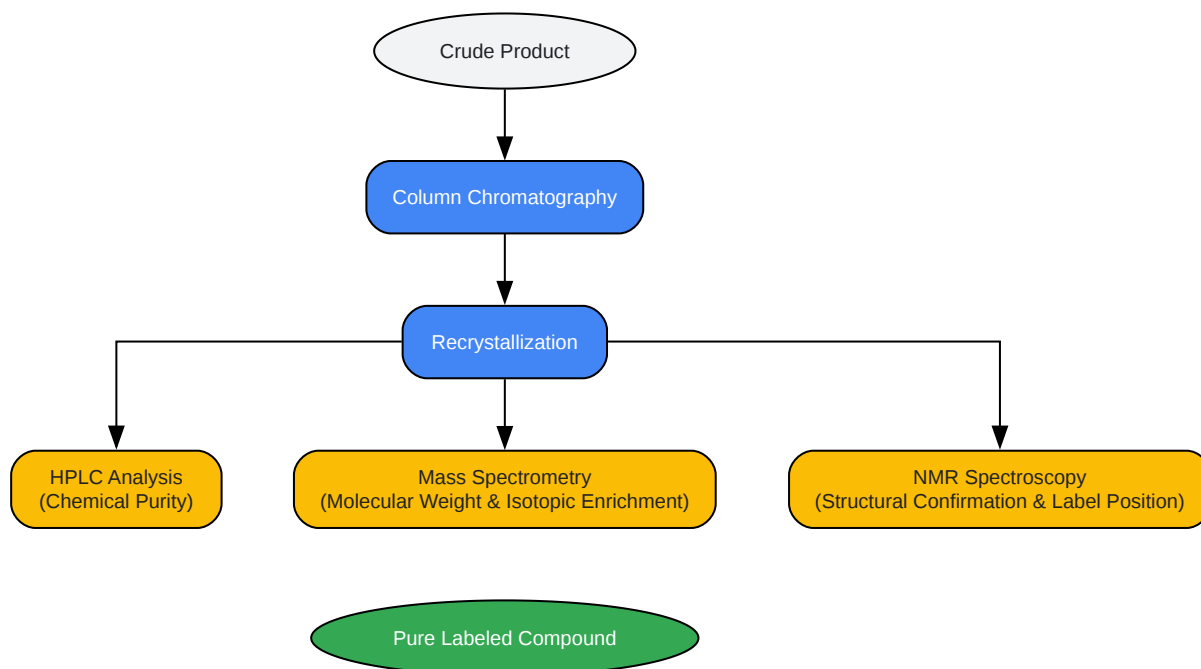 Crude Product
Column Chromatography
Recrystallization
HPLC Analysis
(Chemical Purity)
Mass Spectrometry
(Molecular Weight & Isotopic Enrichment)
NMR Spectroscopy
(Structural Confirmation & Label Position)
Pure Labeled Compound